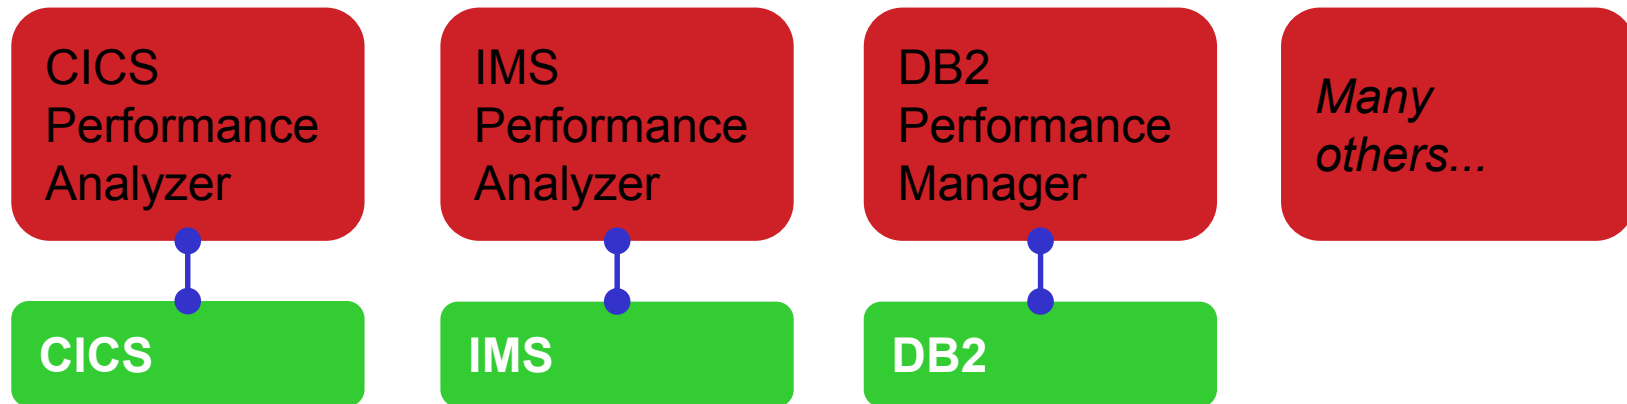 CICS
Performance
Analyzer
IMS
Performance
Analyzer
DB2
Performance
Manager
Many
others...
CICS
IMS
DB2